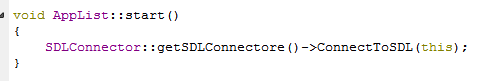 void AppList::start()
{
    SDLConnector::getSDLConnectore()->ConnectToSDL(this);
}